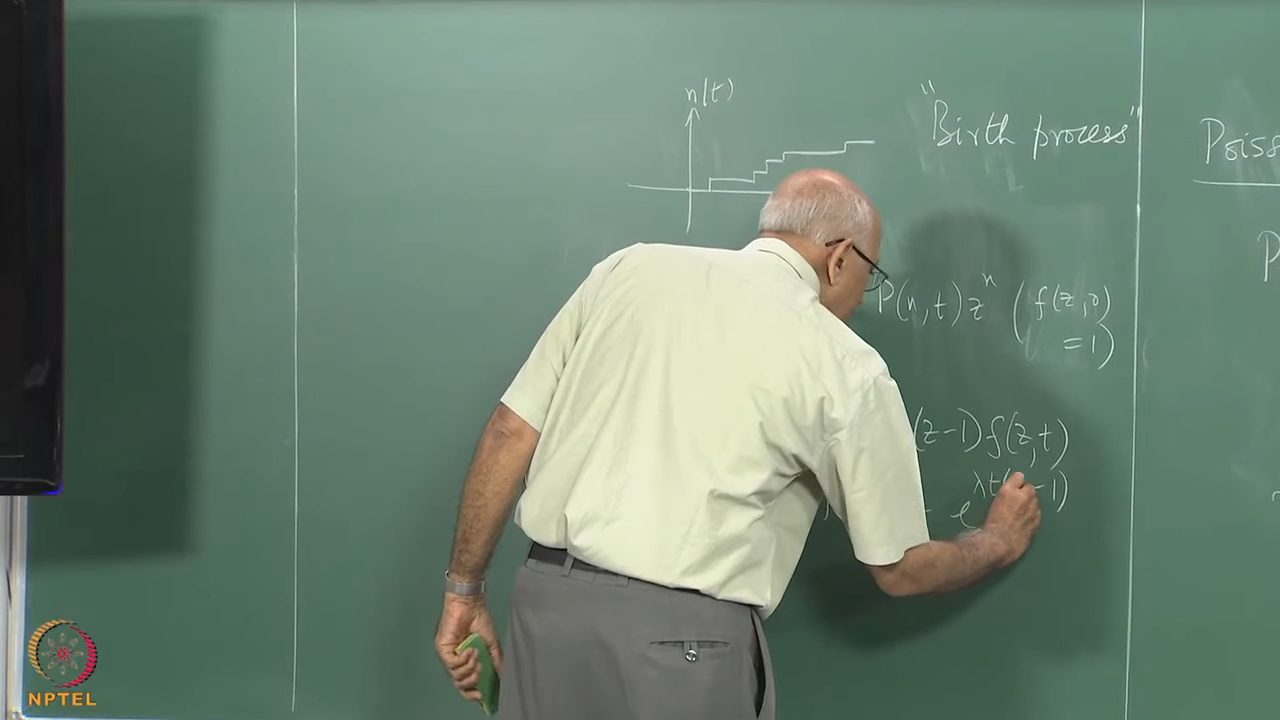 n(t)
"Birth process"
Poiss
P
P(n,t) z^n (f(z,0)
=1)
(z-1) f(z,t)
e^λt( -1)
NPTEL